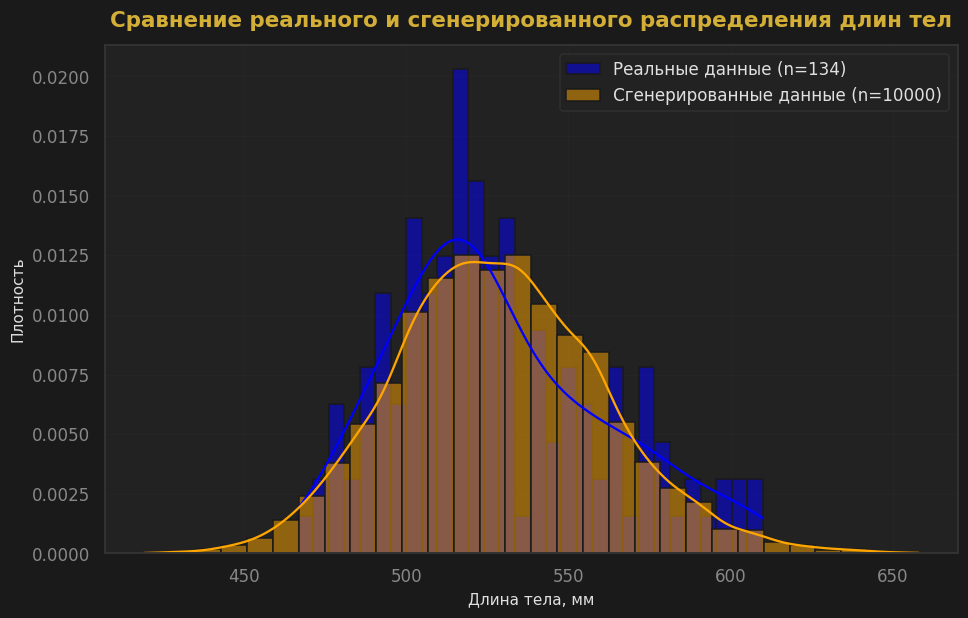 Сравнение реального и сгенерированного распределения длин тел
Реальные данные (n=134)
Сгенерированные данные (n=10000)
Плотность
0.0200
0.0175
0.0150
0.0125
0.0100
0.0075
0.0050
0.0025
0.0000
450 500 550 600 650
Длина тела, мм